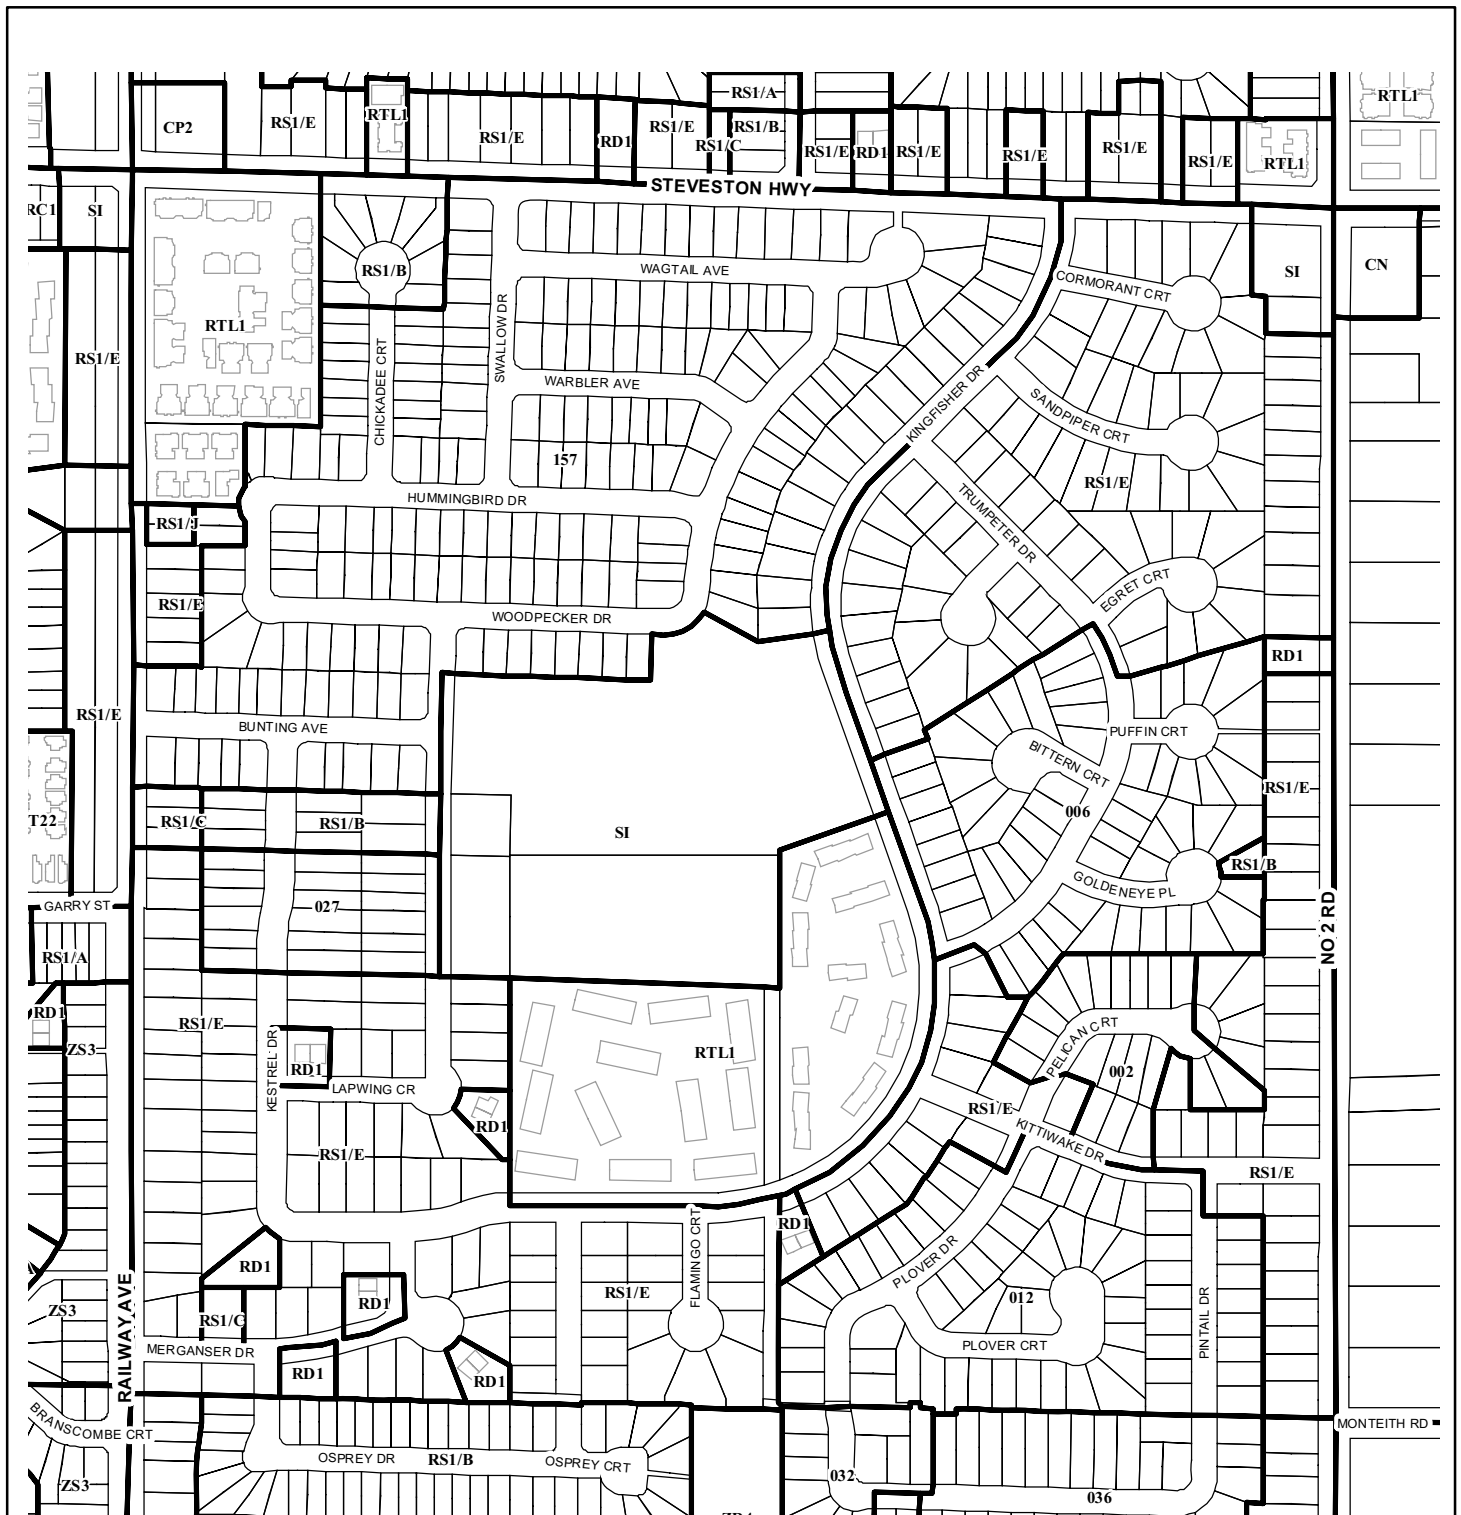 RS1/A
RTL1
RS1/E
RTL1
CP2
RS1/E
RD1
RS1/E
RS1/B
RS1/C
RS1/E
RD1
RS1/E
RS1/E
RS1/E
RS1/E
RTL1
STEVESTON HWY
RC1
SI
RS1/B
WAGTAIL AVE
CORMORANT CRT
SI
CN
RTL1
SWALLOW DR
RS1/E
CHICKADEE CRT
WARBLER AVE
KINGFISHER DR
SANDPIPER CRT
157
RS1/E
HUMMINGBIRD DR
TRUMPETER DR
RS1/J
EGRET CRT
RS1/E
WOODPECKER DR
RD1
RS1/E
BUNTING AVE
PUFFIN CRT
BITTERN CRT
RS1/E
006
T22
RS1/C
RS1/B
SI
RS1/B
GOLDENEYE PL
GARRY ST
027
NO 2 RD
RS1/A
RD1
RS1/E
ZS3
KESTREL DR
RD1
RTL1
PELICAN CRT
002
LAPWING CR
RD1
RS1/E
KITTIWAKE DR
RS1/E
RS1/E
RD1
FLAMINGO CRT
RD1
PLOVER DR
RS1/E
ZS3
RAILWAY AVE
RD1
012
RS1/C
PINTAIL DR
MERGANSER DR
PLOVER CRT
RD1
RD1
BRANSCOMBE CRT
MONTEITH RD
OSPREY DR
RS1/B
OSPREY CRT
ZS3
032
036